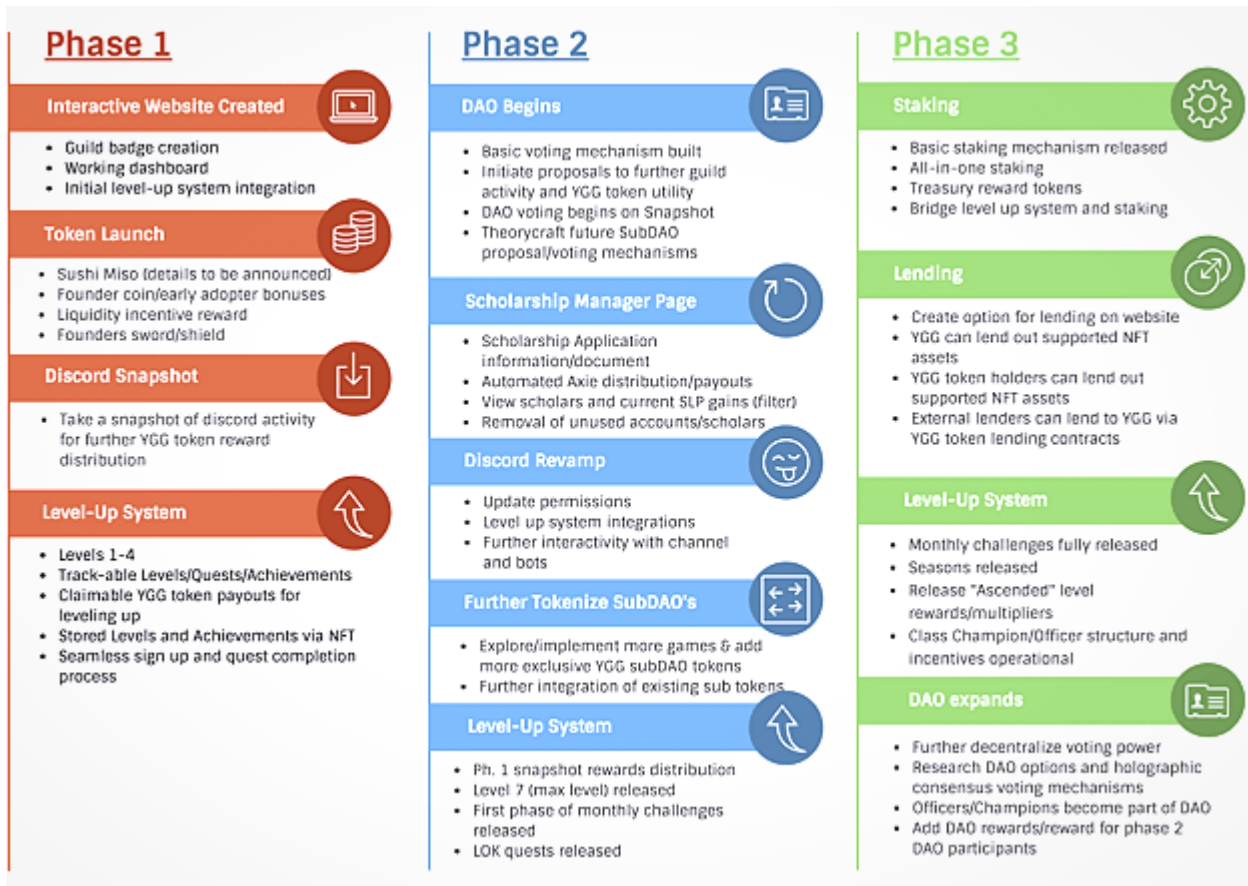 Phase 1
Interactive Website Created
• Guild badge creation
• Working dashboard
• Initial level-up system integration
Token Launch
• Sushi Miso (details to be announced)
• Founder coin/early adopter bonuses
• Liquidity incentive reward
• Founders sword/shield
Discord Snapshot
• Take a snapshot of discord activity
for further YGG token reward
distribution
Level-Up System
• Levels 1-4
• Track-able Levels/Quests/Achievements
• Claimable YGG token payouts for
leveling up
• Stored Levels and Achievements via NFT
• Seamless sign up and quest completion
process
Phase 2
DAO Begins
• Basic voting mechanism built
• Initiate proposals to further guild
activity and YGG token utility
• DAO voting begins on Snapshot
• Theorycraft future SubDAO
proposal/voting mechanisms
Scholarship Manager Page
• Scholarship Application
information/document
• Automated Axie distribution/payouts
• View scholars and current SLP gains (filter)
• Removal of unused accounts/scholars
Discord Revamp
• Update permissions
• Level up system integrations
• Further interactivity with channel
and bots
Further Tokenize SubDAO's
• Explore/implement more games & add
more exclusive YGG subDAO tokens
• Further integration of existing sub tokens
Level-Up System
• Ph. 1 snapshot rewards distribution
• Level 7 (max level) released
• First phase of monthly challenges
released
• LOK quests released
Phase 3
Staking
• Basic staking mechanism released
• All-in-one staking
• Treasury reward tokens
• Bridge level up system and staking
Lending
• Create option for lending on website
• YGG can lend out supported NFT
assets
• YGG token holders can lend out
supported NFT assets
• External lenders can lend to YGG via
YGG token lending contracts
Level-Up System
• Monthly challenges fully released
• Seasons released
• Release "Ascended" level
rewards/multipliers
• Class Champion/Officer structure and
incentives operational
DAO expands
• Further decentralize voting power
• Research DAO options and holographic
consensus voting mechanisms
• Officers/Champions become part of DAO
• Add DAO rewards/reward for phase 2
DAO participants